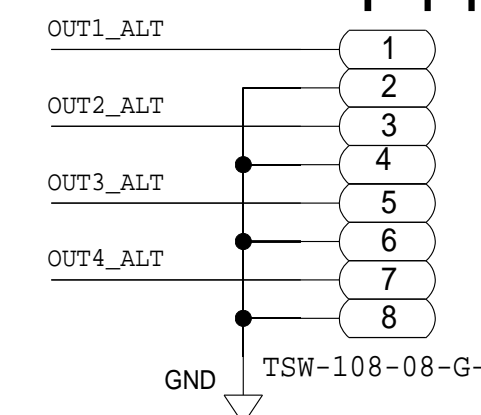 OUT1_ALT
1
2
OUT2_ALT
3
4
OUT3_ALT
5
6
OUT4_ALT
7
8
TSW-108-08-G-
GND